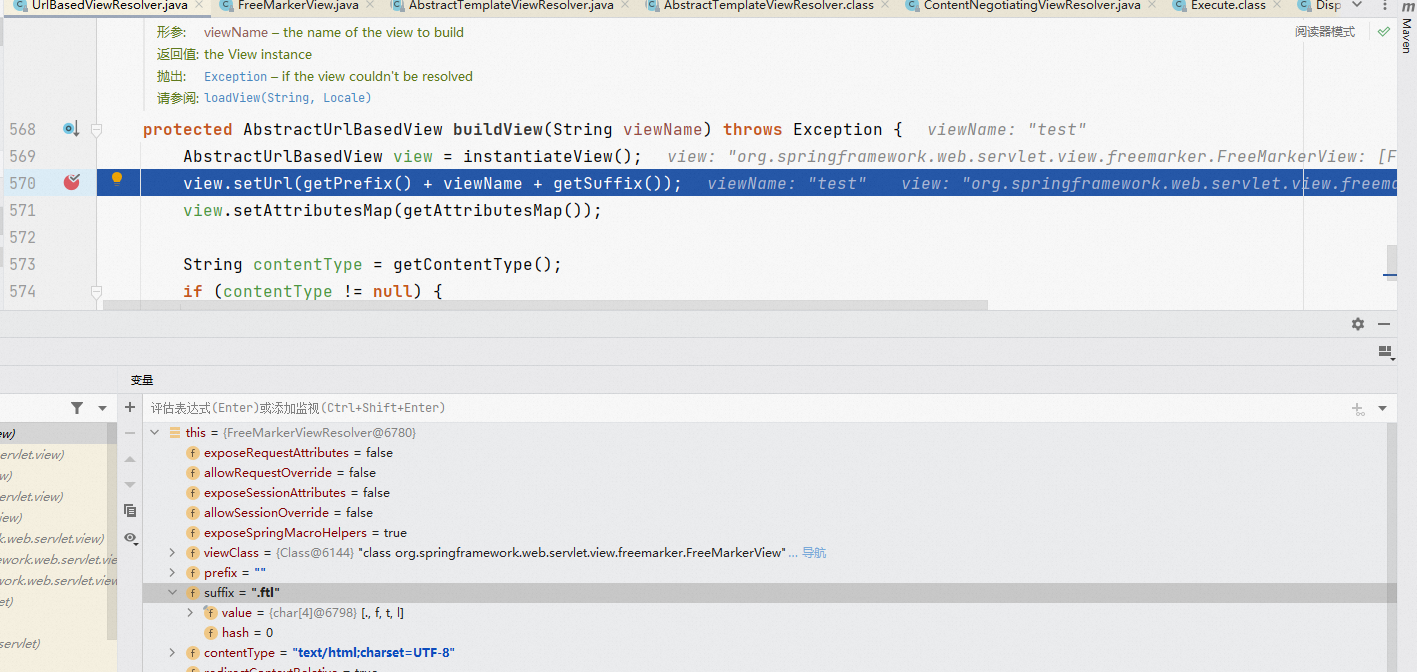 UrlBasedViewResolver.java FreeMarkerView.java AbstractTemplateViewResolver.java AbstractTemplateViewResolver.class ContentNegotiatingViewResolver.java Execute.class Disp
m
Maven
阅读器模式
形参: viewName – the name of the view to build
返回值: the View instance
抛出: Exception – if the view couldn't be resolved
请参阅: loadView(String, Locale)
568 protected AbstractUrlBasedView buildView(String viewName) throws Exception { viewName: "test"
569 AbstractUrlBasedView view = instantiateView(); view: "org.springframework.web.servlet.view.freemarker.FreeMarkerView: [F
570 view.setUrl(getPrefix() + viewName + getSuffix()); viewName: "test" view: "org.springframework.web.servlet.view.freema
571 view.setAttributesMap(getAttributesMap());
572
573 String contentType = getContentType();
574 if (contentType != null) {
变量
评估表达式(Enter)或添加监视(Ctrl+Shift+Enter)
ew)
this = {FreeMarkerViewResolver@6780}
servlet.view)
exposeRequestAttributes = false
w)
allowRequestOverride = false
ervlet.view)
exposeSessionAttributes = false
iew)
allowSessionOverride = false
k.web.servlet.view)
exposeSpringMacroHelpers = true
ework.web.servlet.view
viewClass = {Class@6144} "class org.springframework.web.servlet.view.freemarker.FreeMarkerView" ... 导航
work.web.servlet.view
prefix = ""
et)
suffix = ".ftl"
value = {char[4]@6798} [., f, t, l]
hash = 0
servlet)
contentType = "text/html;charset=UTF-8"
redirectContextRelative = true